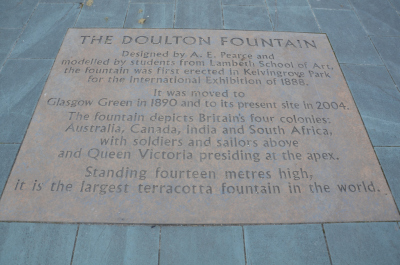 THE DOULTON FOUNTAIN
Designed by A. E. Pearce and
modelled by students from Lambeth School of Art,
the fountain was first erected in Kelvingrove Park
for the International Exhibition of 1888.
It was moved to
Glasgow Green in 1890 and to its present site in 2004.
The fountain depicts Britain's four colonies:
Australia, Canada, India and South Africa,
with soldiers and sailors above
and Queen Victoria presiding at the apex.
Standing fourteen metres high,
it is the largest terracotta fountain in the world.